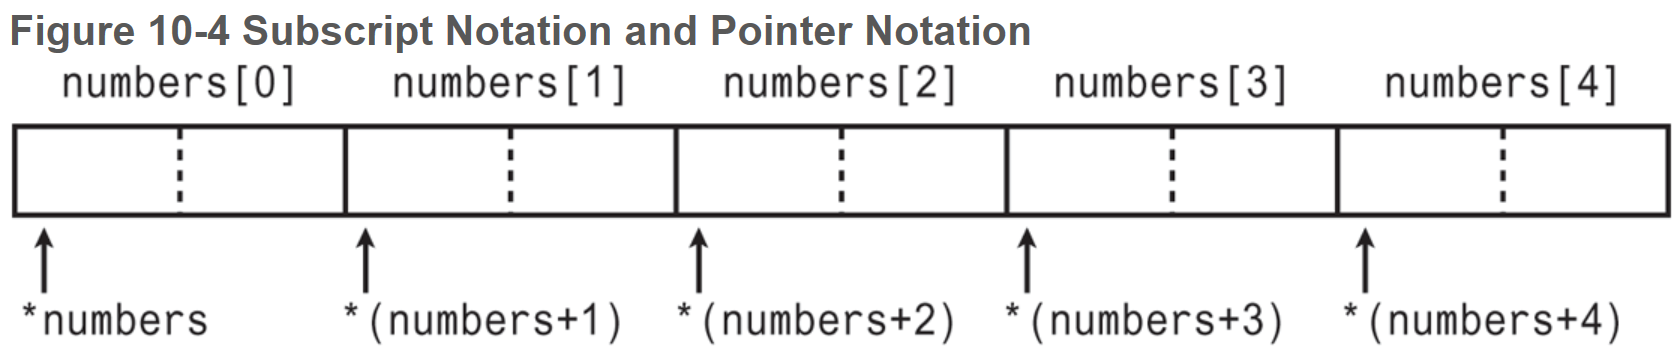 Figure 10-4 Subscript Notation and Pointer Notation
numbers[0] numbers[1] numbers[2] numbers[3] numbers[4]
*numbers *(numbers+1) *(numbers+2) *(numbers+3) *(numbers+4)